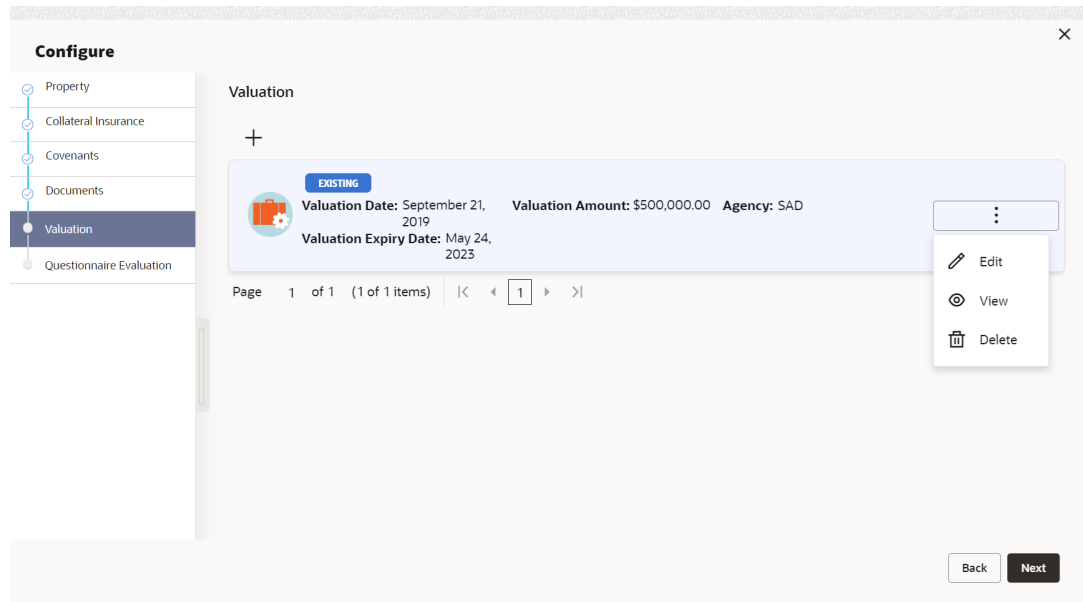 Configure
Property
Collateral Insurance
Covenants
Documents
Valuation
Questionnaire Evaluation
Valuation
EXISTING
Valuation Date: September 21, 2019 Valuation Amount: $500,000.00 Agency: SAD
Valuation Expiry Date: May 24, 2023
Edit
View
Delete
Page 1 of 1 (1 of 1 items) 1
Back Next